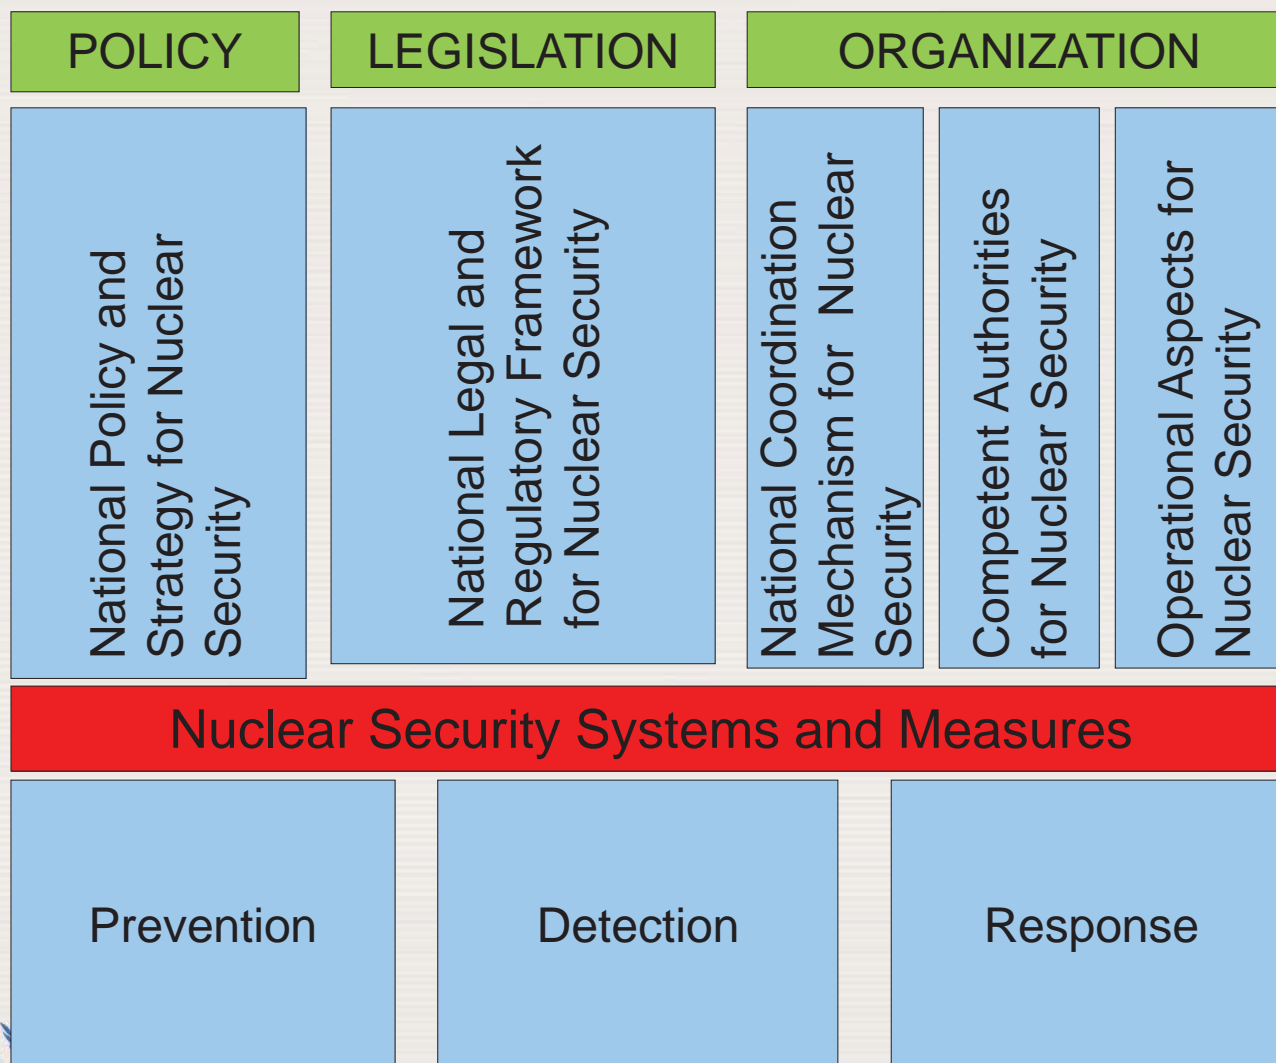 POLICY
LEGISLATION
ORGANIZATION
National Policy and
Strategy for Nuclear
Security
National Legal and
Regulatory Framework
for Nuclear Security
National Coordination
Mechanism for Nuclear
Security
Competent Authorities
for Nuclear Security
Operational Aspects for
Nuclear Security
Nuclear Security Systems and Measures
Prevention
Detection
Response